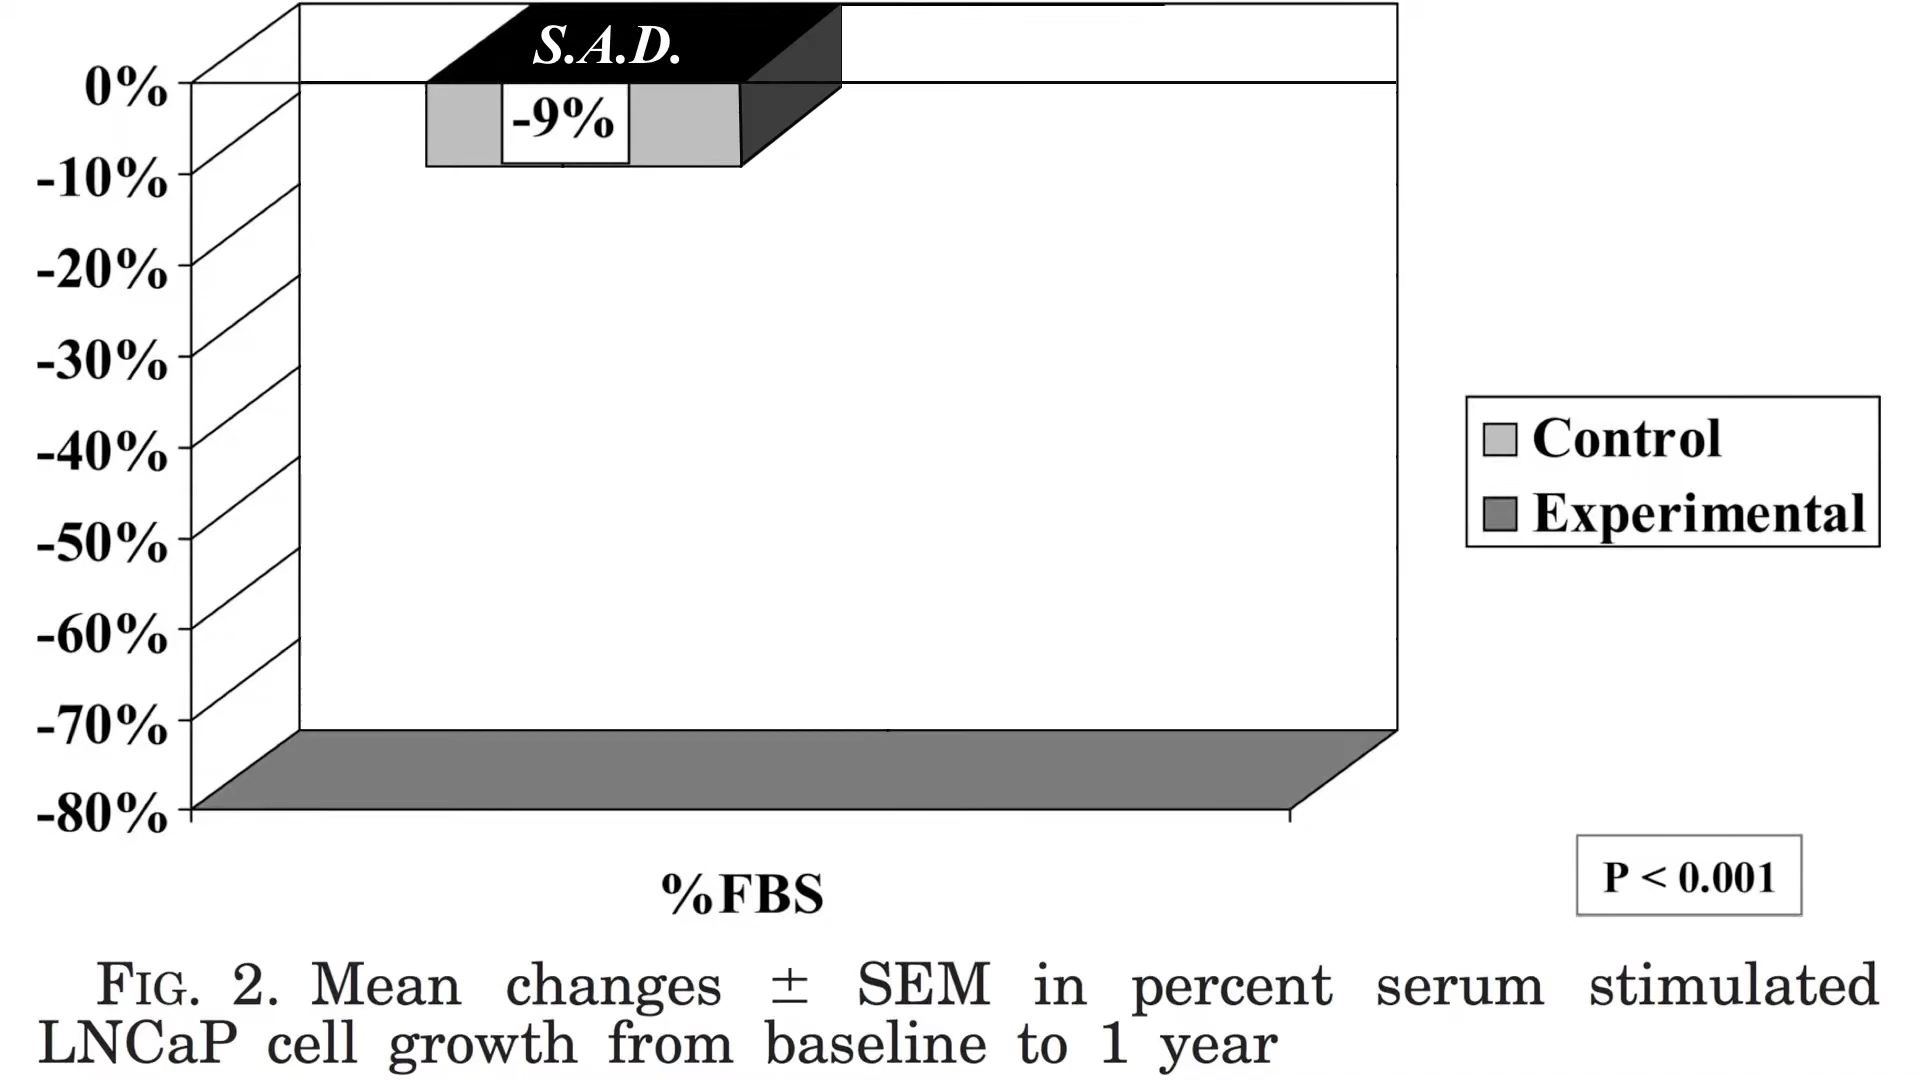 S.A.D.
0%
-9%
-10%
-20%
-30%
-40%
-50%
-60%
-70%
-80%
Control
Experimental
%FBS
P < 0.001
FIG. 2. Mean changes ± SEM in percent serum stimulated
LNCaP cell growth from baseline to 1 year